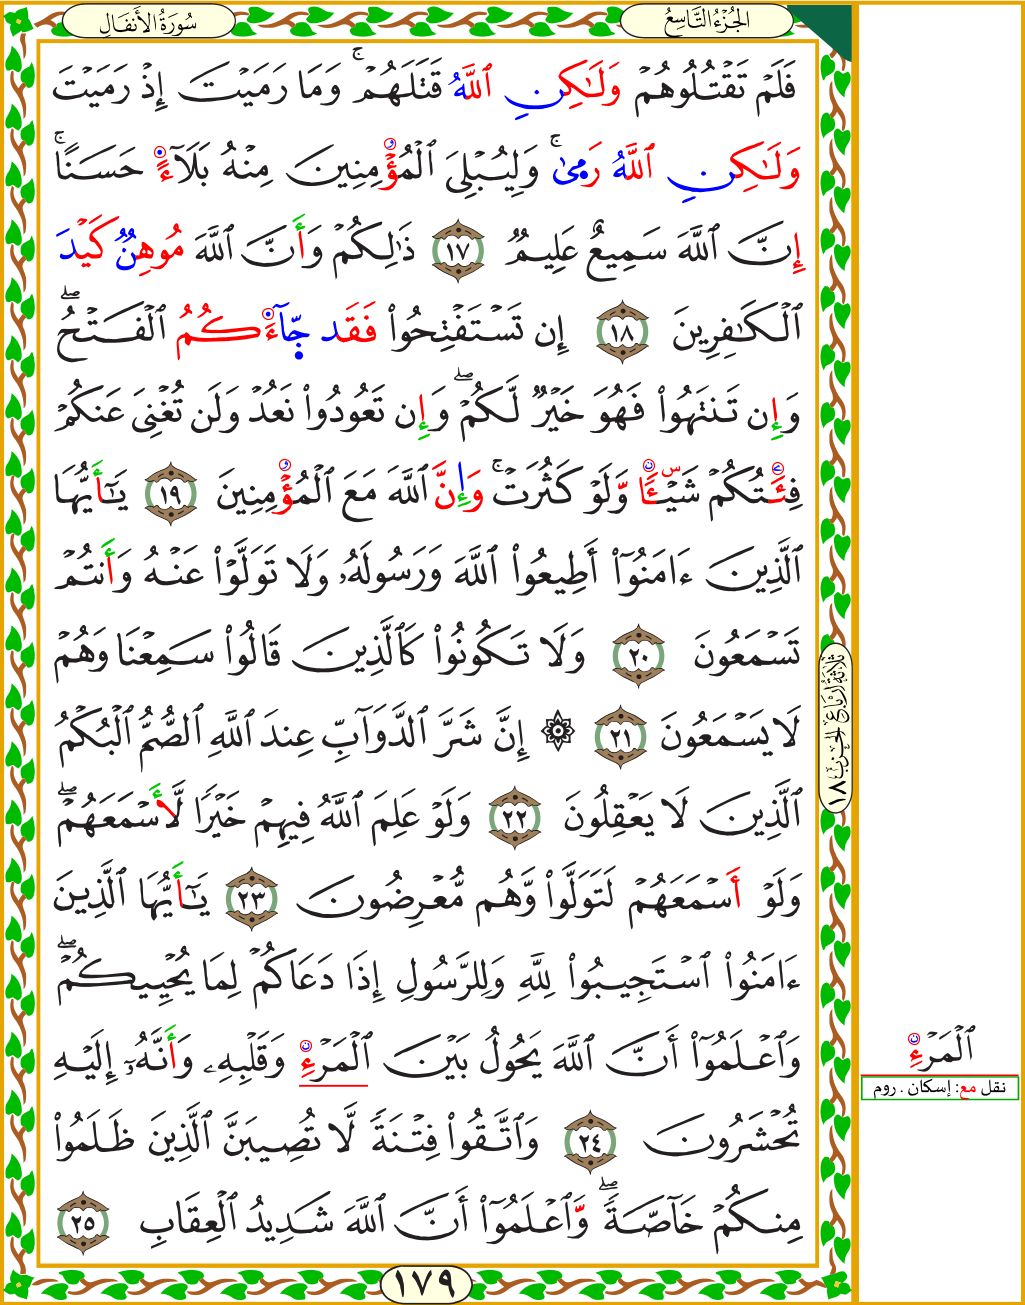 الجُزْءُ التَّاسِعُ
سُورَةُ الأَنفَال
فَلَمْ تَقْتُلُوهُمْ وَلَٰكِنِ ٱللَّهُ قَتَلَهُمْ ۚ وَمَا رَمَيْتَ إِذْ رَمَيْتَ
وَلَٰكِنِ ٱللَّهُ رَمَىٰ ۚ وَلِيُبْلِيَ ٱلْمُؤْمِنِينَ مِنْهُ بَلَآءً حَسَنًا ۚ
إِنَّ ٱللَّهَ سَمِيعٌ عَلِيمٌ ١٧ ذَٰلِكُمْ وَأَنَّ ٱللَّهَ مُوهِنٌ كَيْدَ
ٱلْكَٰفِرِينَ ١٨ إِن تَسْتَفْتِحُوا۟ فَقَد جَّآءَكُمُ ٱلْفَتْحُ ۖ
وَإِن تَنتَهُوا۟ فَهُوَ خَيْرٌ لَّكُمْ ۖ وَإِن تَعُودُوا۟ نَعُدْ وَلَن تُغْنِىَ عَنكُمْ
فِئَتُكُمْ شَيْـًٔا وَلَوْ كَثُرَتْ ۚ وَإِنَّ ٱللَّهَ مَعَ ٱلْمُؤْمِنِينَ ١٩ يَٰٓأَيُّهَا
ٱلَّذِينَ ءَامَنُوٓا۟ أَطِيعُوا۟ ٱللَّهَ وَرَسُولَهُۥ وَلَا تَوَلَّوْا۟ عَنْهُ وَأَنتُمْ
تَسْمَعُونَ ٢٠ وَلَا تَكُونُوا۟ كَٱلَّذِينَ قَالُوا۟ سَمِعْنَا وَهُمْ
لَا يَسْمَعُونَ ٢١ ۞ إِنَّ شَرَّ ٱلدَّوَآبِّ عِندَ ٱللَّهِ ٱلصُّمُّ ٱلْبُكْمُ
ٱلَّذِينَ لَا يَعْقِلُونَ ٢٢ وَلَوْ عَلِمَ ٱللَّهُ فِيهِمْ خَيْرًا لَّأَسْمَعَهُمْ ۖ
وَلَوْ أَسْمَعَهُمْ لَتَوَلَّوا۟ وَّهُم مُّعْرِضُونَ ٢٣ يَٰٓأَيُّهَا ٱلَّذِينَ
ءَامَنُوا۟ ٱسْتَجِيبُوا۟ لِلَّهِ وَلِلرَّسُولِ إِذَا دَعَاكُمْ لِمَا يُحْيِيكُمْ ۖ
وَٱعْلَمُوٓا۟ أَنَّ ٱللَّهَ يَحُولُ بَيْنَ ٱلْمَرْءِ وَقَلْبِهِۦ وَأَنَّهُۥٓ إِلَيْهِ
تُحْشَرُونَ ٢٤ وَٱتَّقُوا۟ فِتْنَةً لَّا تُصِيبَنَّ ٱلَّذِينَ ظَلَمُوا۟
مِنكُمْ خَآصَّةً ۖ وَّٱعْلَمُوٓا۟ أَنَّ ٱللَّهَ شَدِيدُ ٱلْعِقَابِ ٢٥
ٱلْمَرْءِ
نقل مع: إسكان . روم
ثلاثة أرباع الحزب ١٨
١٧٩